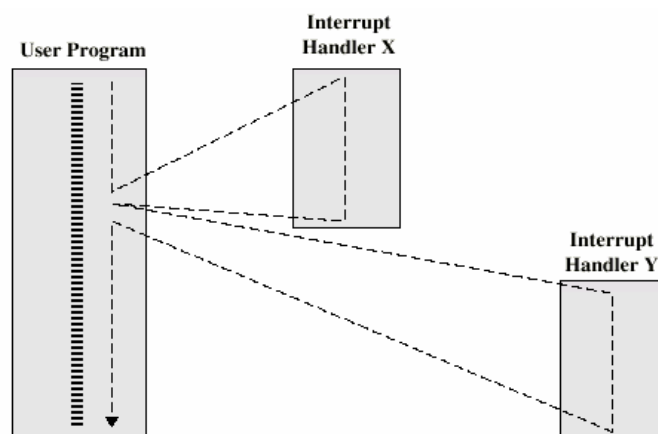 User Program
Interrupt
Handler X
Interrupt
Handler Y